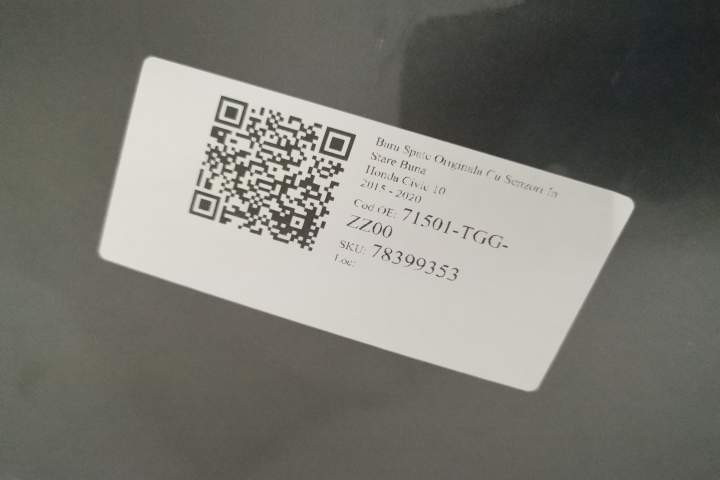 Bara Spate Originala Cu Senzori In
Stare Buna
Honda Civic 10
2015 - 2020
Cod OE: 71501-TGG-
ZZ00
SKU: 78399353
Loc: